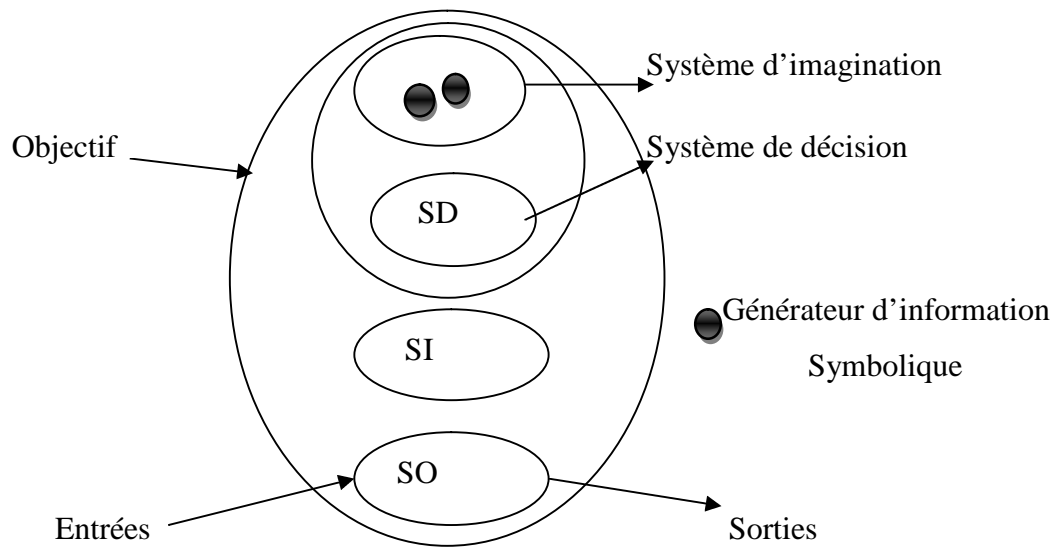 Système d’imagination
Objectif
Système de décision
SD
Générateur d’information
SI
Symbolique
SO
Entrées
Sorties